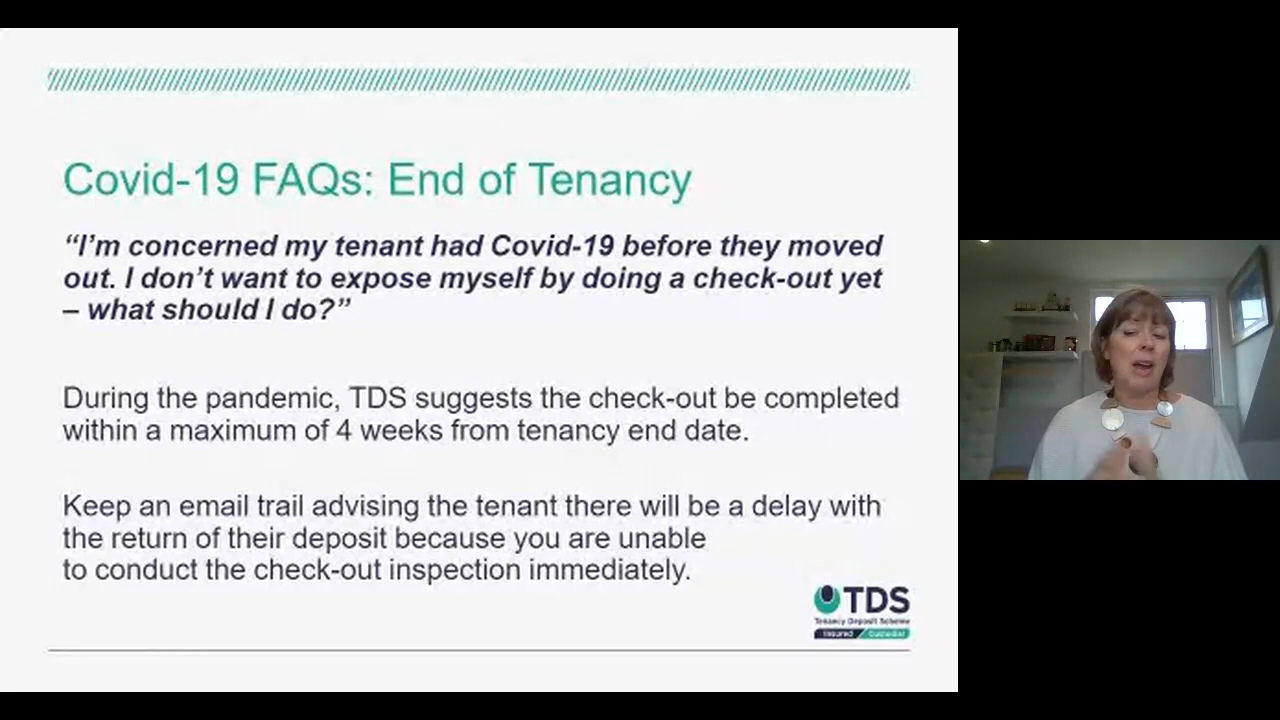 Covid-19 FAQs: End of Tenancy
“I’m concerned my tenant had Covid-19 before they moved
out. I don’t want to expose myself by doing a check-out yet
– what should I do?”
During the pandemic, TDS suggests the check-out be completed
within a maximum of 4 weeks from tenancy end date.
Keep an email trail advising the tenant there will be a delay with
the return of their deposit because you are unable
to conduct the check-out inspection immediately.
TDS
Tenancy Deposit Scheme
Insured Custodial